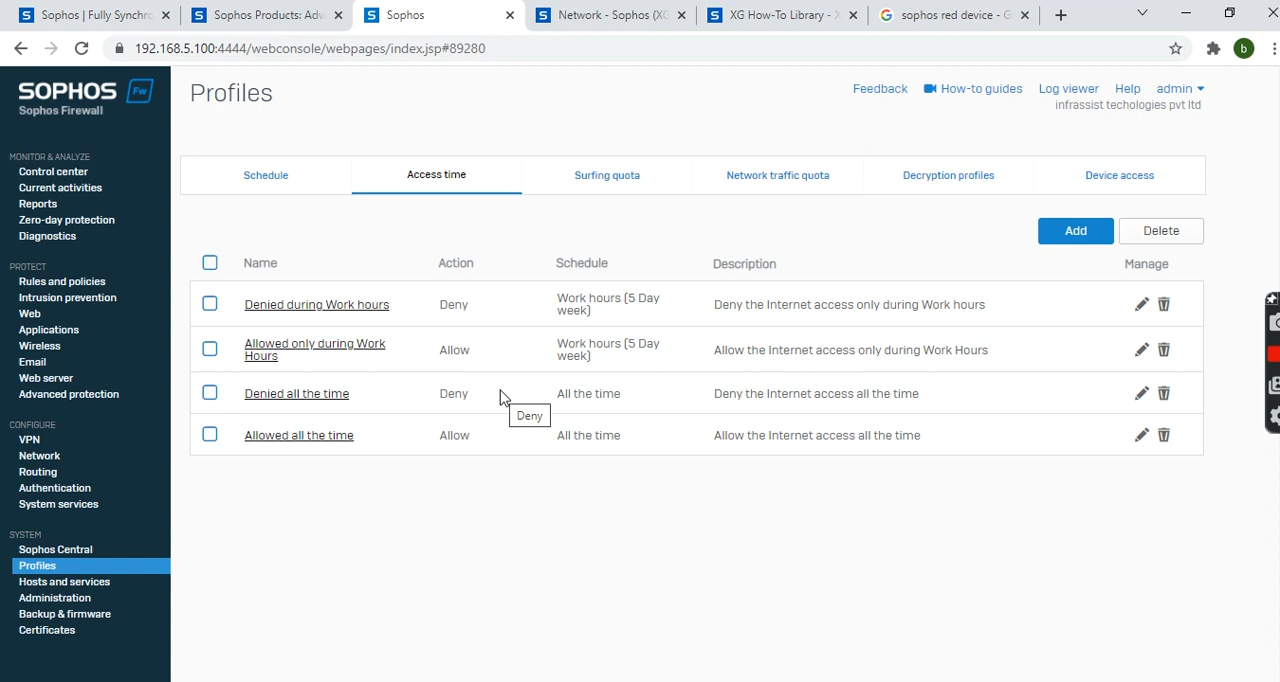 Sophos | Fully Synchro
Sophos Products: Adv
Sophos
Network - Sophos (XG
XG How-To Library - X
sophos red device - G
192.168.5.100:4444/webconsole/webpages/index.jsp#89280
b
SOPHOS Fw
Sophos Firewall
Profiles
Feedback
How-to guides
Log viewer
Help
admin
infrassist techologies pvt ltd
MONITOR & ANALYZE
Control center
Current activities
Reports
Zero-day protection
Diagnostics
PROTECT
Rules and policies
Intrusion prevention
Web
Applications
Wireless
Email
Web server
Advanced protection
CONFIGURE
VPN
Network
Routing
Authentication
System services
SYSTEM
Sophos Central
Profiles
Hosts and services
Administration
Backup & firmware
Certificates
Schedule
Access time
Surfing quota
Network traffic quota
Decryption profiles
Device access
Add
Delete
Name
Action
Schedule
Description
Manage
Denied during Work hours
Deny
Work hours (5 Day
week)
Deny the Internet access only during Work hours
Allowed only during Work
Hours
Allow
Work hours (5 Day
week)
Allow the Internet access only during Work Hours
Denied all the time
Deny
All the time
Deny the Internet access all the time
Deny
Allowed all the time
Allow
All the time
Allow the Internet access all the time